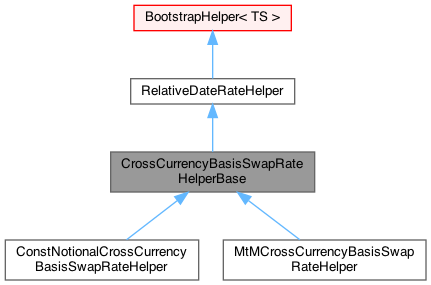 BootstrapHelper< TS >
RelativeDateRateHelper
CrossCurrencyBasisSwapRate
HelperBase
ConstNotionalCrossCurrency
BasisSwapRateHelper
MtMCrossCurrencyBasisSwap
RateHelper